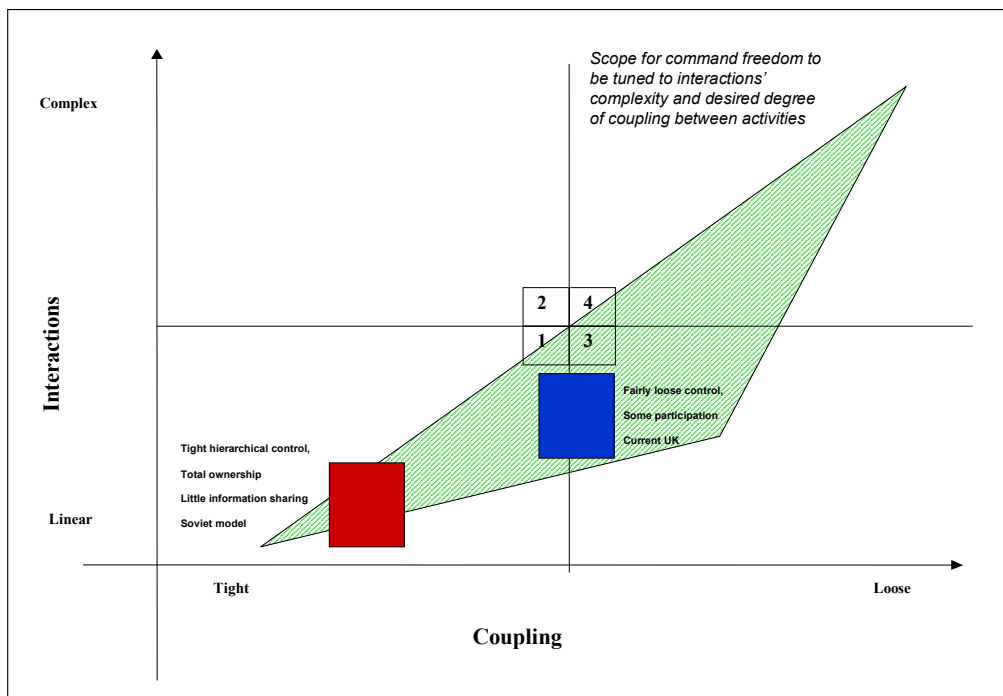 Scope for command freedom to
be tuned to interactions'
complexity and desired degree
of coupling between activities
Complex
Interactions
2
4
1
3
Fairly loose control,
Some participation
Current UK
Tight hierarchical control,
Total ownership
Little information sharing
Soviet model
Linear
Tight
Loose
Coupling